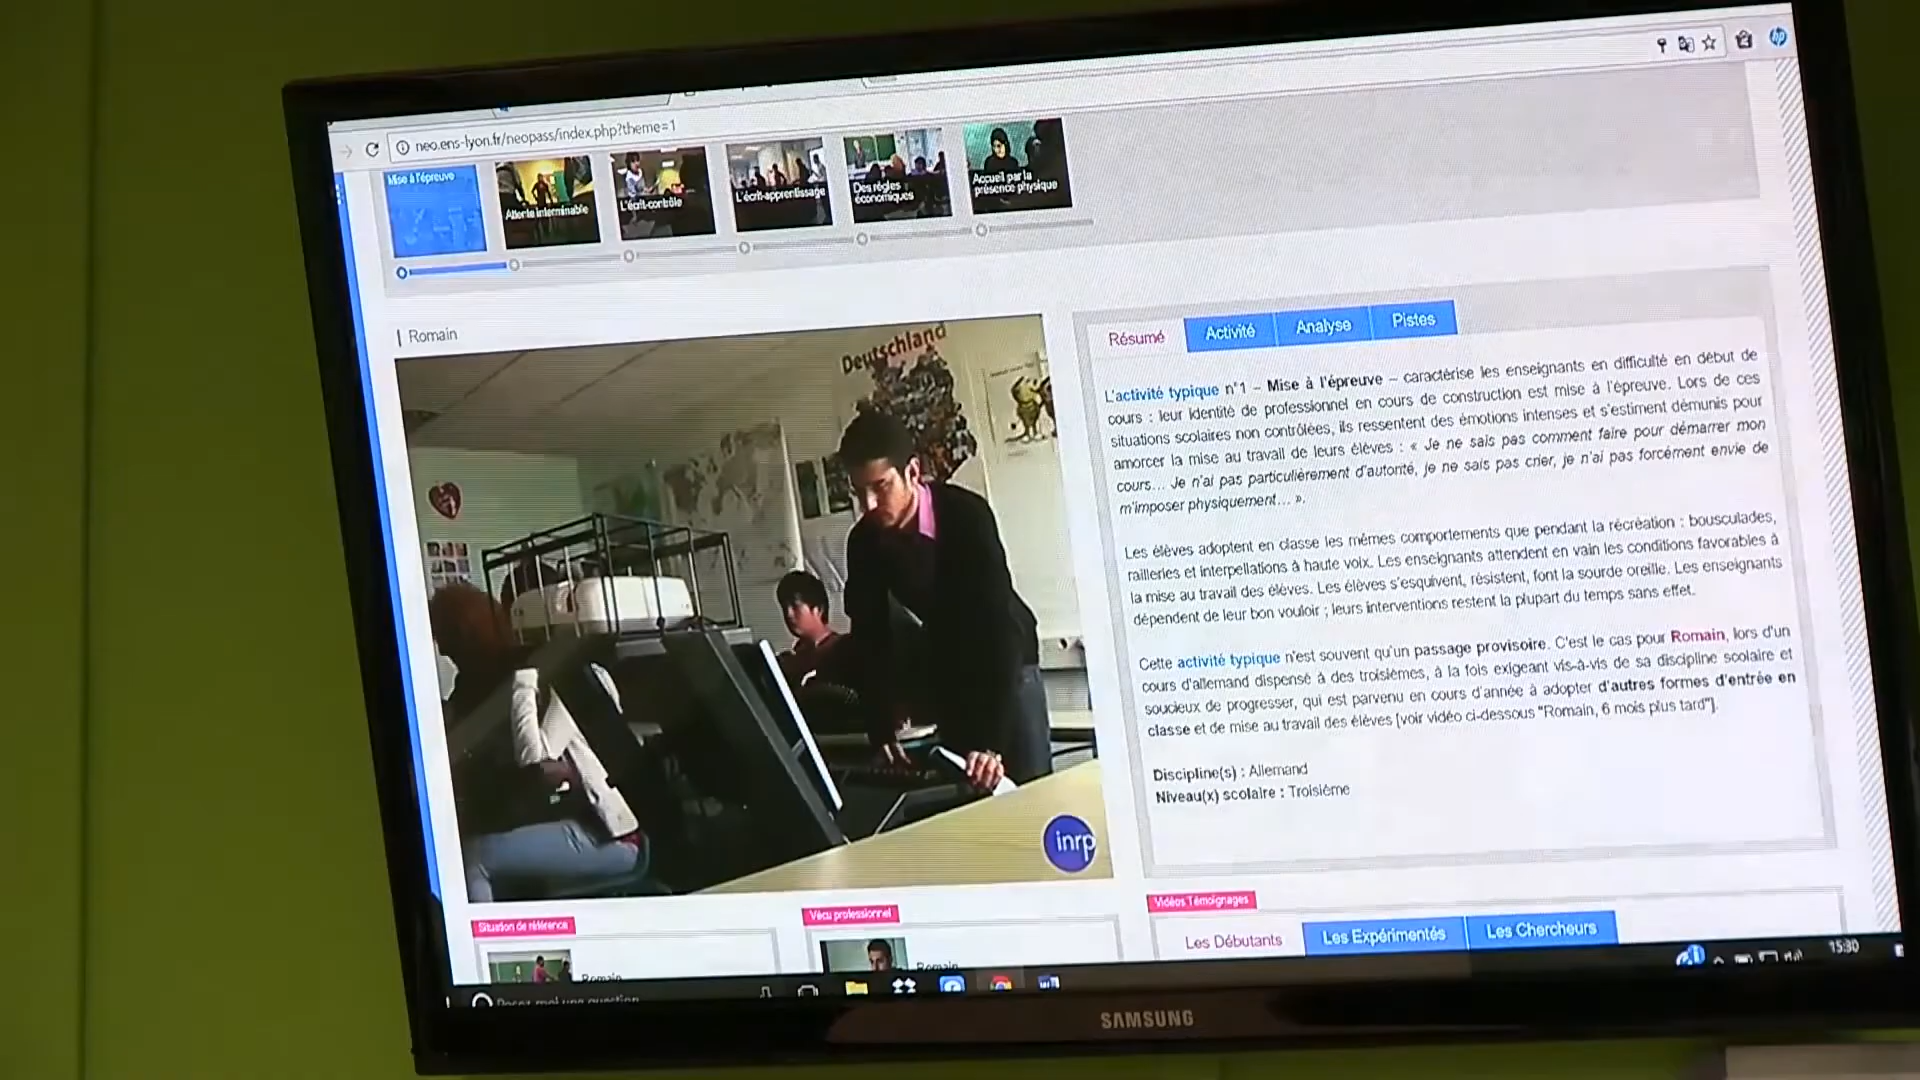 neo.ens-lyon.fr/neopass/index.php?theme=1
Mise à l'épreuve
Attente interminable
L'écrit-contrôle
L'écrit-apprentissage
Des règles
économiques
Accueil par la
présence physique
Romain
Deutschland
inrp
Résumé Activité Analyse Pistes
L'activité typique n°1 – Mise à l'épreuve – caractérise les enseignants en difficulté en début de
cours : leur identité de professionnel en cours de construction est mise à l'épreuve. Lors de ces
situations scolaires non contrôlées, ils ressentent des émotions intenses et s'estiment démunis pour
amorcer la mise au travail de leurs élèves : « Je ne sais pas comment faire pour démarrer mon
cours... Je n'ai pas particulièrement d'autorité, je ne sais pas crier, je n'ai pas forcément envie de
m'imposer physiquement... ».
Les élèves adoptent en classe les mêmes comportements que pendant la récréation : bousculades,
railleries et interpellations à haute voix. Les enseignants attendent en vain les conditions favorables à
la mise au travail des élèves. Les élèves s'esquivent, résistent, font la sourde oreille. Les enseignants
dépendent de leur bon vouloir ; leurs interventions restent la plupart du temps sans effet.
Cette activité typique n'est souvent qu'un passage provisoire. C'est le cas pour Romain, lors d'un
cours d'allemand dispensé à des troisièmes, à la fois exigeant vis-à-vis de sa discipline scolaire et
soucieux de progresser, qui est parvenu en cours d'année à adopter d'autres formes d'entrée en
classe et de mise au travail des élèves [voir vidéo ci-dessous "Romain, 6 mois plus tard"].
Discipline(s) : Allemand
Niveau(x) scolaire : Troisième
Situation de référence
Romain
Vécu professionnel
Romain
Vidéos Témoignages
Les Débutants Les Expérimentés Les Chercheurs
Posez-moi une question
15:30
SAMSUNG
hp